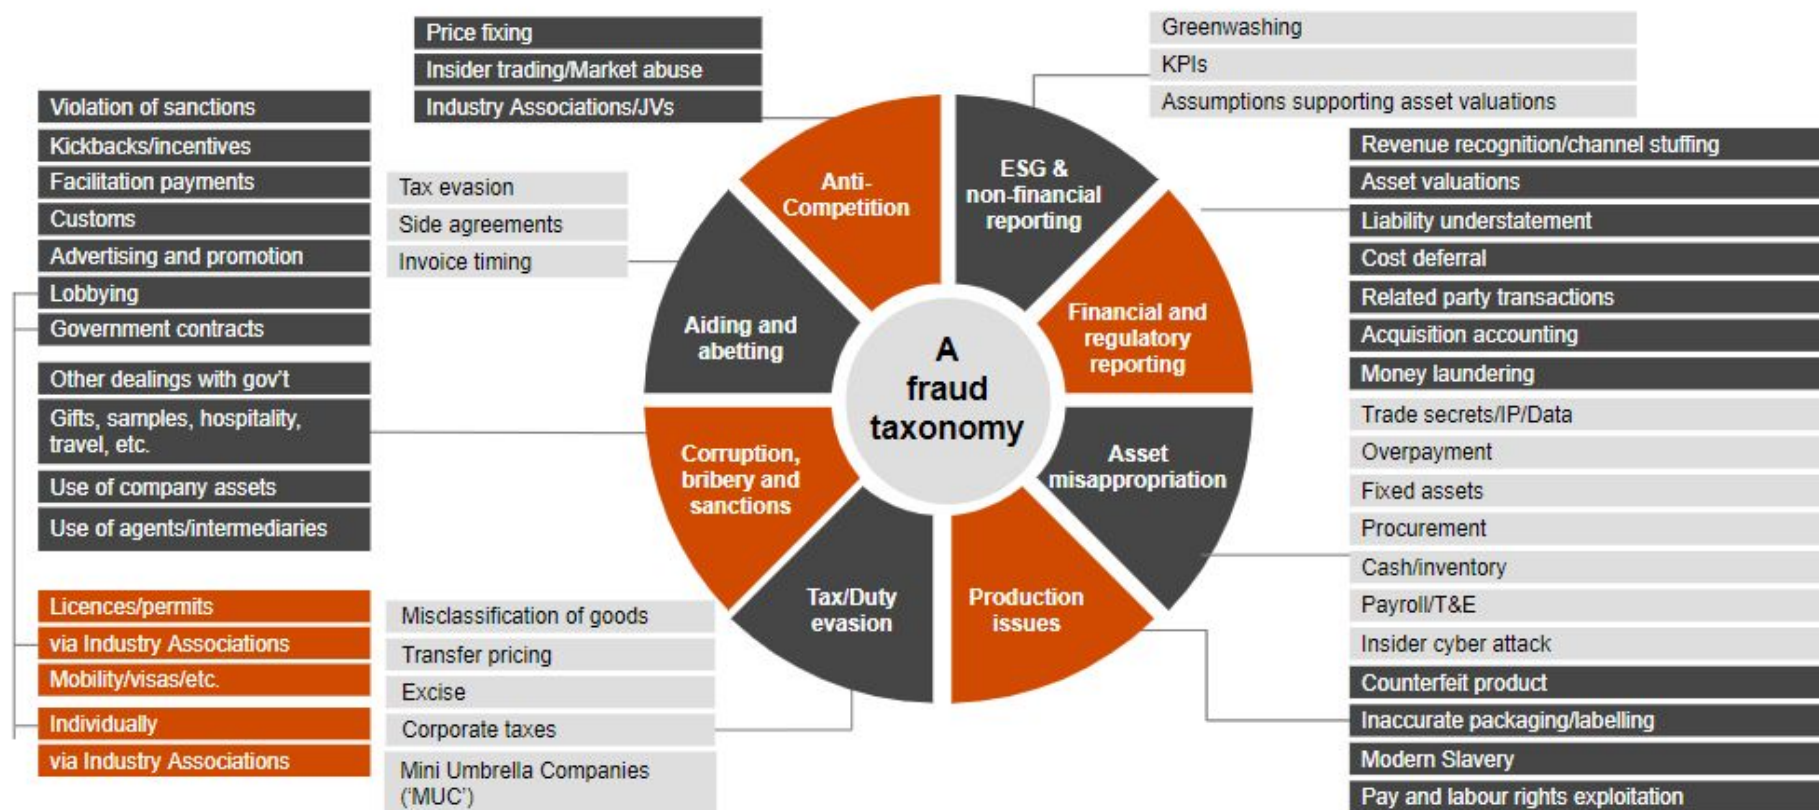 Price fixing
Insider trading/Market abuse
Industry Associations/JVs
Greenwashing
KPIs
Assumptions supporting asset valuations
Violation of sanctions
Kickbacks/incentives
Facilitation payments
Customs
Advertising and promotion
Lobbying
Government contracts
Other dealings with gov't
Gifts, samples, hospitality,
travel, etc.
Use of company assets
Use of agents/intermediaries
Licences/permits
via Industry Associations
Mobility/visas/etc.
Individually
via Industry Associations
Tax evasion
Side agreements
Invoice timing
Misclassification of goods
Transfer pricing
Excise
Corporate taxes
Mini Umbrella Companies
('MUC')
A
fraud
taxonomy
Anti-
Competition
ESG &
non-financial
reporting
Financial and
regulatory
reporting
Asset
misappropriation
Production
issues
Tax/Duty
evasion
Corruption,
bribery and
sanctions
Aiding and
abetting
Revenue recognition/channel stuffing
Asset valuations
Liability understatement
Cost deferral
Related party transactions
Acquisition accounting
Money laundering
Trade secrets/IP/Data
Overpayment
Fixed assets
Procurement
Cash/inventory
Payroll/T&E
Insider cyber attack
Counterfeit product
Inaccurate packaging/labelling
Modern Slavery
Pay and labour rights exploitation